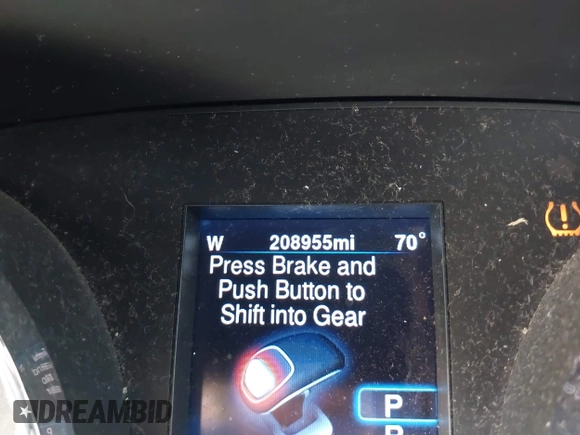 W 208955mi 70°
Press Brake and
Push Button to
Shift into Gear
P
DREAMBID